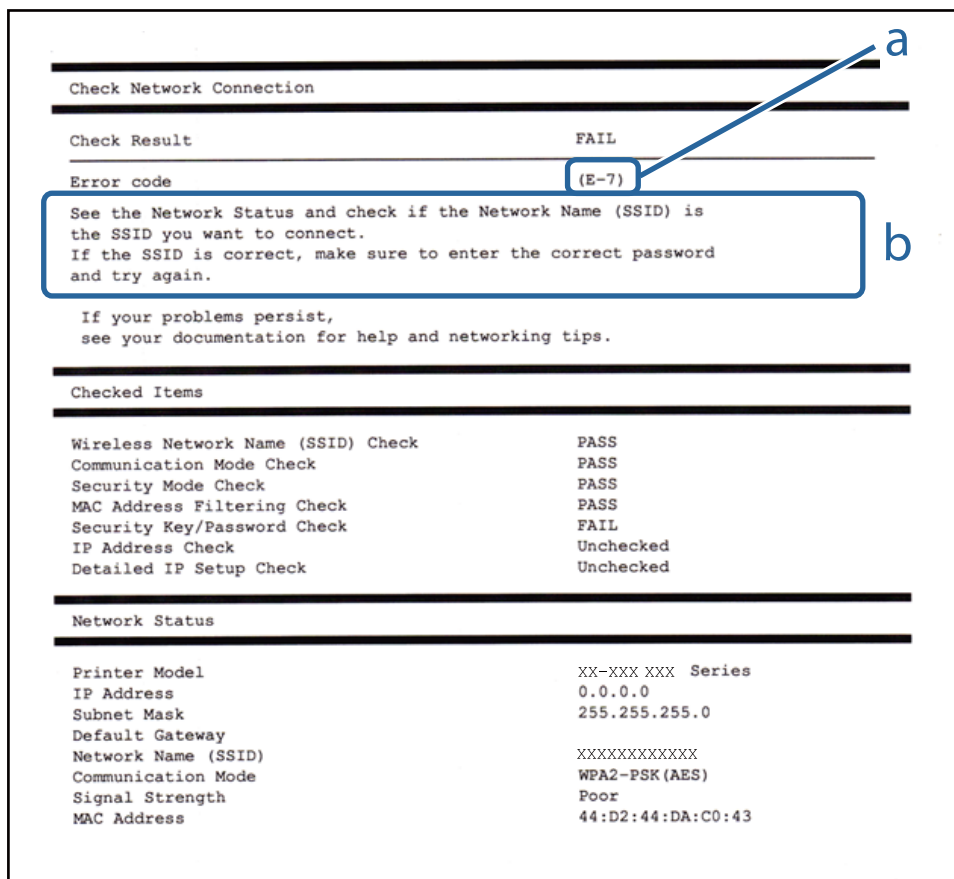 a
Check Network Connection
Check Result FAIL
Error code (E-7)
See the Network Status and check if the Network Name (SSID) is
the SSID you want to connect.
If the SSID is correct, make sure to enter the correct password
and try again.
b
If your problems persist,
see your documentation for help and networking tips.
Checked Items
Wireless Network Name (SSID) Check PASS
Communication Mode Check PASS
Security Mode Check PASS
MAC Address Filtering Check PASS
Security Key/Password Check FAIL
IP Address Check Unchecked
Detailed IP Setup Check Unchecked
Network Status
Printer Model XX-XXX XXX Series
IP Address 0.0.0.0
Subnet Mask 255.255.255.0
Default Gateway
Network Name (SSID) XXXXXXXXXXXX
Communication Mode WPA2-PSK(AES)
Signal Strength Poor
MAC Address 44:D2:44:DA:C0:43